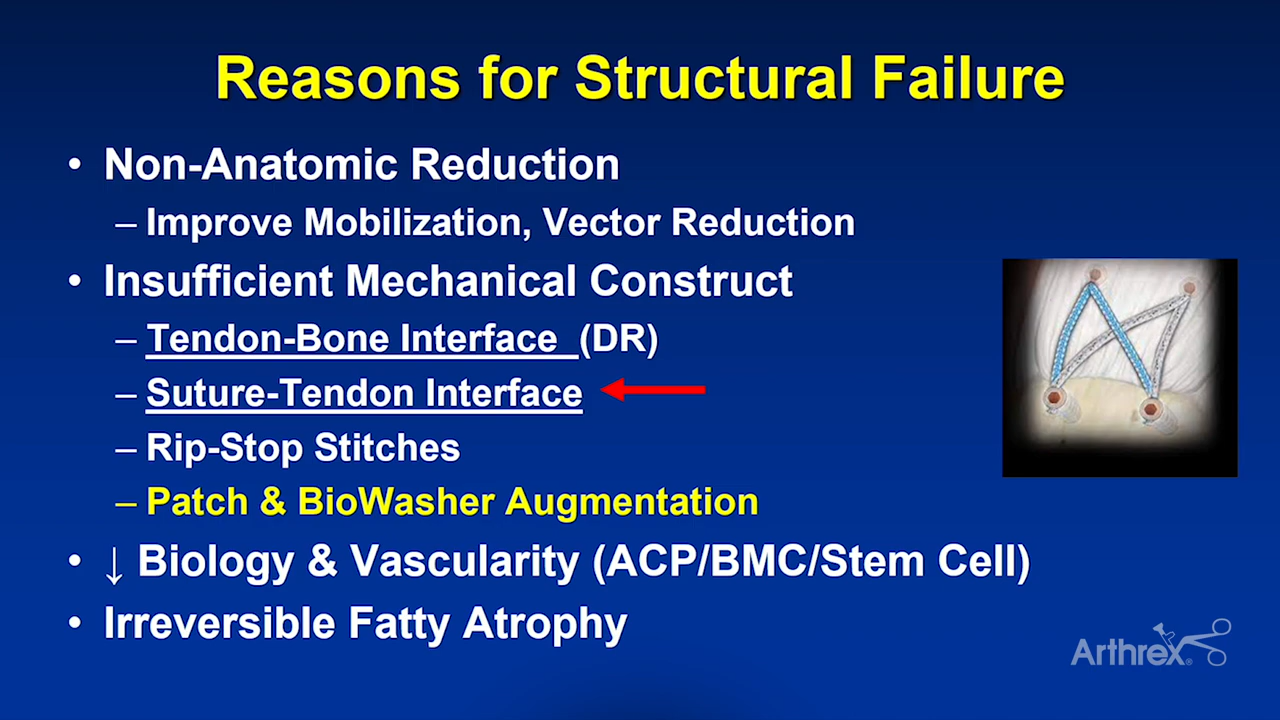 Reasons for Structural Failure
• Non-Anatomic Reduction
– Improve Mobilization, Vector Reduction
• Insufficient Mechanical Construct
– Tendon-Bone Interface (DR)
– Suture-Tendon Interface
– Rip-Stop Stitches
– Patch & BioWasher Augmentation
• ↓ Biology & Vascularity (ACP/BMC/Stem Cell)
• Irreversible Fatty Atrophy
Arthrex®